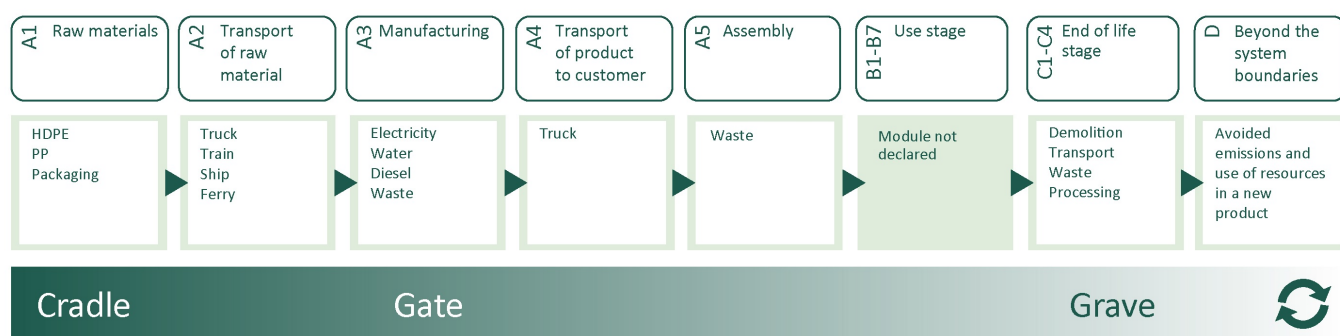 A1
Raw materials
A2
Transport
of raw
material
A3
Manufacturing
A4
Transport
of product
to customer
A5
Assembly
B1-B7
Use stage
C1-C4
End of life
stage
D
Beyond the
system
boundaries
HDPE
PP
Packaging
Truck
Train
Ship
Ferry
Electricity
Water
Diesel
Waste
Truck
Waste
Module not
declared
Demolition
Transport
Waste
Processing
Avoided
emissions and
use of resources
in a new
product
Cradle
Gate
Grave